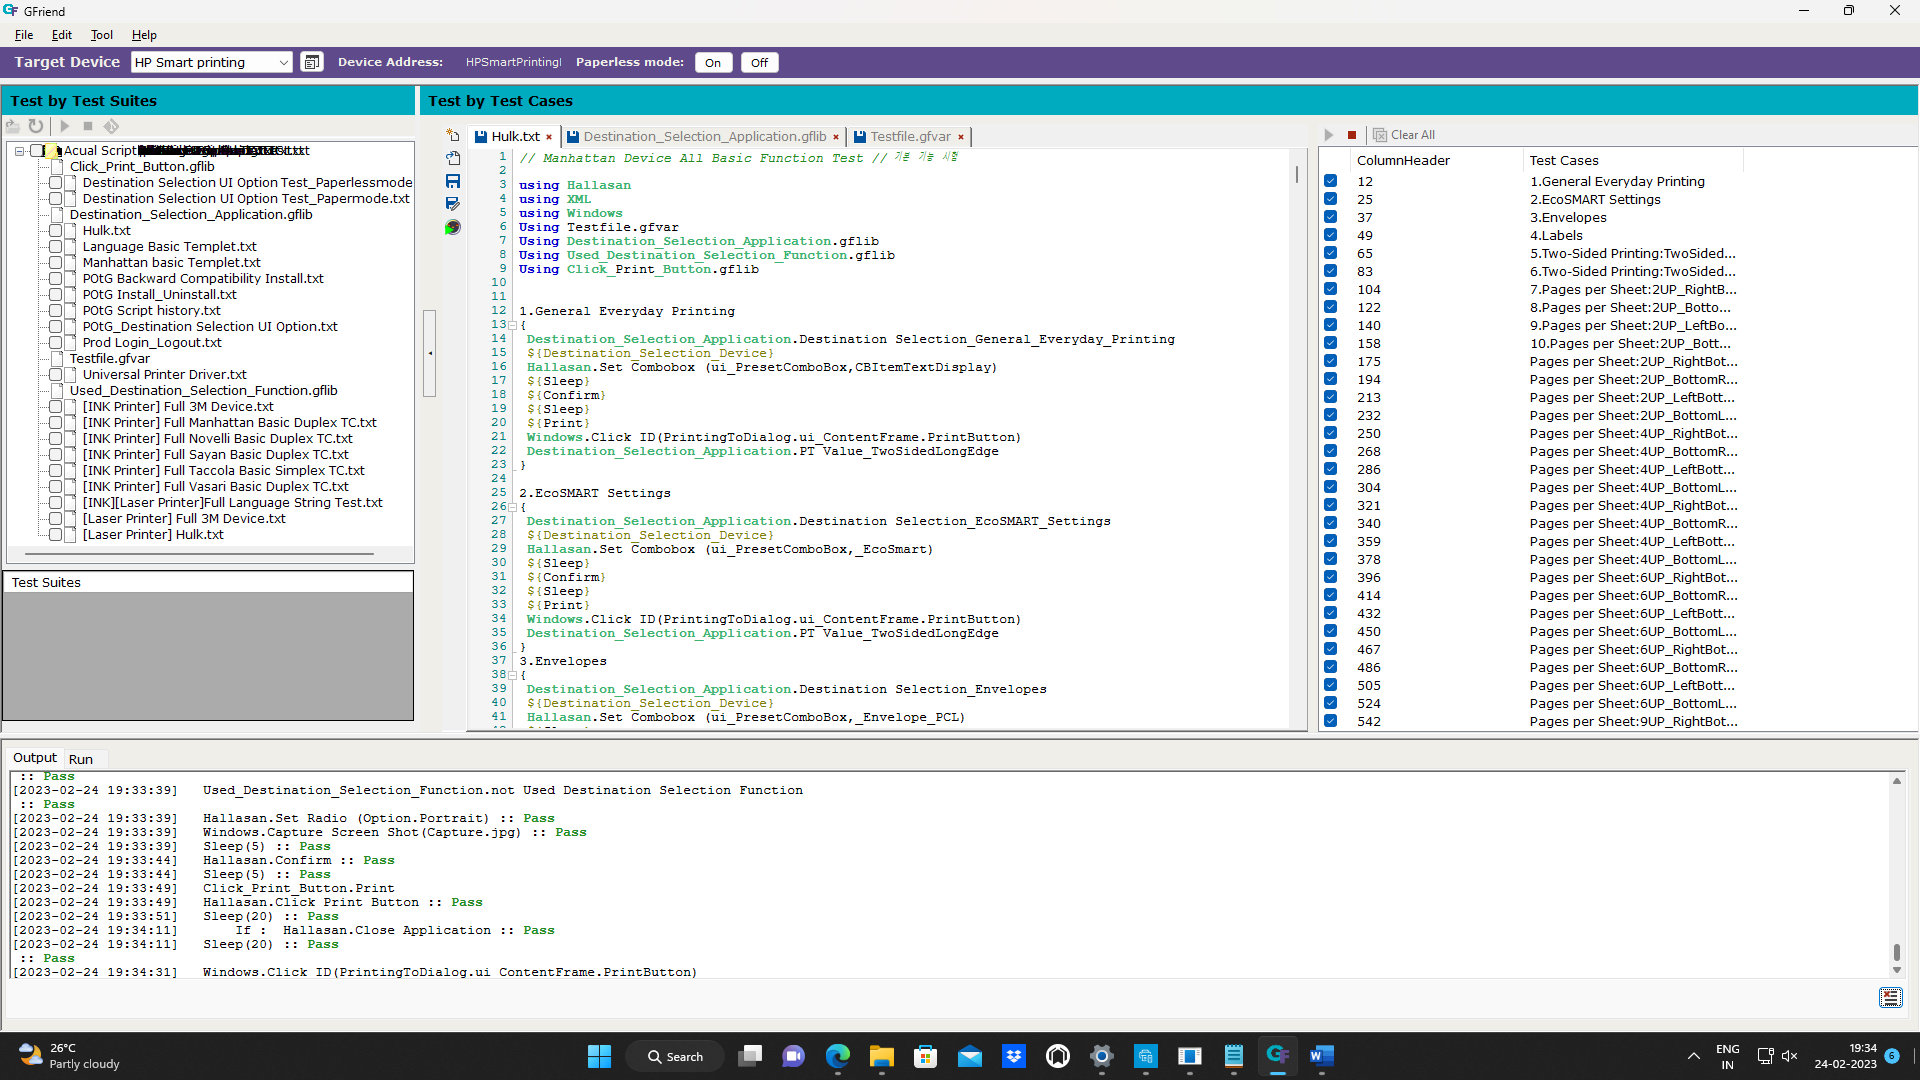 GFriend
File Edit Tool Help
Target Device HP Smart printing Device Address: HPSmartPrintingl Paperless mode: On Off
Test by Test Suites
Acual Script
Click_Print_Button.gflib
Destination Selection UI Option Test_Paperlessmode
Destination Selection UI Option Test_Papermode.txt
Destination_Selection_Application.gflib
Hulk.txt
Language Basic Templet.txt
Manhattan basic Templet.txt
POtG Backward Compatibility Install.txt
POtG Install_Uninstall.txt
POtG Script history.txt
POtG_Destination Selection UI Option.txt
Prod Login_Logout.txt
Testfile.gfvar
Universal Printer Driver.txt
Used_Destination_Selection_Function.gflib
[INK Printer] Full 3M Device.txt
[INK Printer] Full Manhattan Basic Duplex TC.txt
[INK Printer] Full Novelli Basic Duplex TC.txt
[INK Printer] Full Sayan Basic Duplex TC.txt
[INK Printer] Full Taccola Basic Simplex TC.txt
[INK Printer] Full Vasari Basic Duplex TC.txt
[INK][Laser Printer]Full Language String Test.txt
[Laser Printer] Full 3M Device.txt
[Laser Printer] Hulk.txt
Test Suites
Test by Test Cases
Hulk.txt Destination_Selection_Application.gflib Testfile.gfvar
1 // Manhattan Device All Basic Function Test // 기본 기능 시험
2
3 using Hallasan
4 using XML
5 using Windows
6 Using Testfile.gfvar
7 Using Destination_Selection_Application.gflib
8 Using Used_Destination_Selection_Function.gflib
9 Using Click_Print_Button.gflib
10
11
12 1.General Everyday Printing
13 {
14 Destination_Selection_Application.Destination Selection_General_Everyday_Printing
15 ${Destination_Selection_Device}
16 Hallasan.Set Combobox (ui_PresetComboBox,CBItemTextDisplay)
17 ${Sleep}
18 ${Confirm}
19 ${Sleep}
20 ${Print}
21 Windows.Click ID(PrintingToDialog.ui_ContentFrame.PrintButton)
22 Destination_Selection_Application.PT Value_TwoSidedLongEdge
23 }
24
25 2.EcoSMART Settings
26 {
27 Destination_Selection_Application.Destination Selection_EcoSMART_Settings
28 ${Destination_Selection_Device}
29 Hallasan.Set Combobox (ui_PresetComboBox,_EcoSmart)
30 ${Sleep}
31 ${Confirm}
32 ${Sleep}
33 ${Print}
34 Windows.Click ID(PrintingToDialog.ui_ContentFrame.PrintButton)
35 Destination_Selection_Application.PT Value_TwoSidedLongEdge
36 }
37 3.Envelopes
38 {
39 Destination_Selection_Application.Destination Selection_Envelopes
40 ${Destination_Selection_Device}
41 Hallasan.Set Combobox (ui_PresetComboBox,_Envelope_PCL)
Clear All
ColumnHeader Test Cases
12 1.General Everyday Printing
25 2.EcoSMART Settings
37 3.Envelopes
49 4.Labels
65 5.Two-Sided Printing:TwoSided...
83 6.Two-Sided Printing:TwoSided...
104 7.Pages per Sheet:2UP_RightB...
122 8.Pages per Sheet:2UP_Botto...
140 9.Pages per Sheet:2UP_LeftBo...
158 10.Pages per Sheet:2UP_Bott...
175 Pages per Sheet:2UP_RightBot...
194 Pages per Sheet:2UP_BottomR...
213 Pages per Sheet:2UP_LeftBott...
232 Pages per Sheet:2UP_BottomL...
250 Pages per Sheet:4UP_RightBot...
268 Pages per Sheet:4UP_BottomR...
286 Pages per Sheet:4UP_LeftBott...
304 Pages per Sheet:4UP_BottomL...
321 Pages per Sheet:4UP_RightBot...
340 Pages per Sheet:4UP_BottomR...
359 Pages per Sheet:4UP_LeftBott...
378 Pages per Sheet:4UP_BottomL...
396 Pages per Sheet:6UP_RightBot...
414 Pages per Sheet:6UP_BottomR...
432 Pages per Sheet:6UP_LeftBott...
450 Pages per Sheet:6UP_BottomL...
467 Pages per Sheet:6UP_RightBot...
486 Pages per Sheet:6UP_BottomR...
505 Pages per Sheet:6UP_LeftBott...
524 Pages per Sheet:6UP_BottomL...
542 Pages per Sheet:9UP_RightBot...
Output Run
:: Pass
[2023-02-24 19:33:39] Used_Destination_Selection_Function.not Used Destination Selection Function
:: Pass
[2023-02-24 19:33:39] Hallasan.Set Radio (Option.Portrait) :: Pass
[2023-02-24 19:33:39] Windows.Capture Screen Shot(Capture.jpg) :: Pass
[2023-02-24 19:33:39] Sleep(5) :: Pass
[2023-02-24 19:33:44] Hallasan.Confirm :: Pass
[2023-02-24 19:33:44] Sleep(5) :: Pass
[2023-02-24 19:33:49] Click_Print_Button.Print
[2023-02-24 19:33:49] Hallasan.Click Print Button :: Pass
[2023-02-24 19:33:51] Sleep(20) :: Pass
[2023-02-24 19:34:11] If : Hallasan.Close Application :: Pass
[2023-02-24 19:34:11] Sleep(20) :: Pass
:: Pass
[2023-02-24 19:34:31] Windows.Click ID(PrintingToDialog.ui_ContentFrame.PrintButton)
26°C
Partly cloudy
Search
ENG
IN
19:34
24-02-2023
6